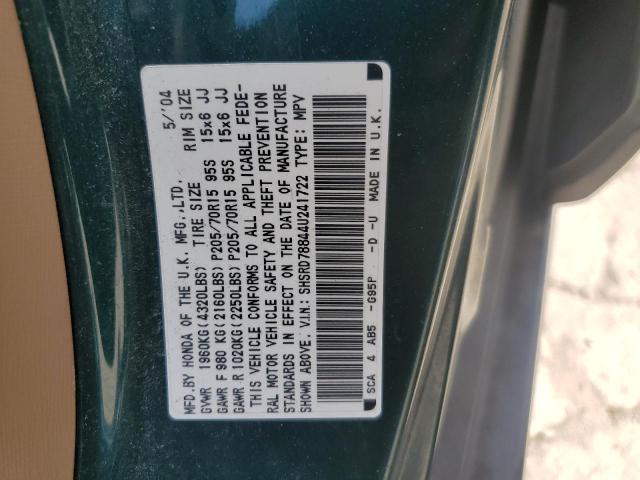 MFD.BY HONDA OF THE U.K. MFG.,LTD. 5/'04
GVWR 1960KG(4320LBS) TIRE SIZE RIM SIZE
GAWR F 980 KG(2160LBS) P205/70R15 95S 15x6 JJ
GAWR R 1020KG(2250LBS) P205/70R15 95S 15x6 JJ
THIS VEHICLE CONFORMS TO ALL APPLICABLE FEDE-
RAL MOTOR VEHICLE SAFETY AND THEFT PREVENTION
STANDARDS IN EFFECT ON THE DATE OF MANUFACTURE
SHOWN ABOVE. V.I.N.: SHSRD78844U241722 TYPE: MPV
SCA 4 AB5 -G95P -D -U MADE IN U.K.